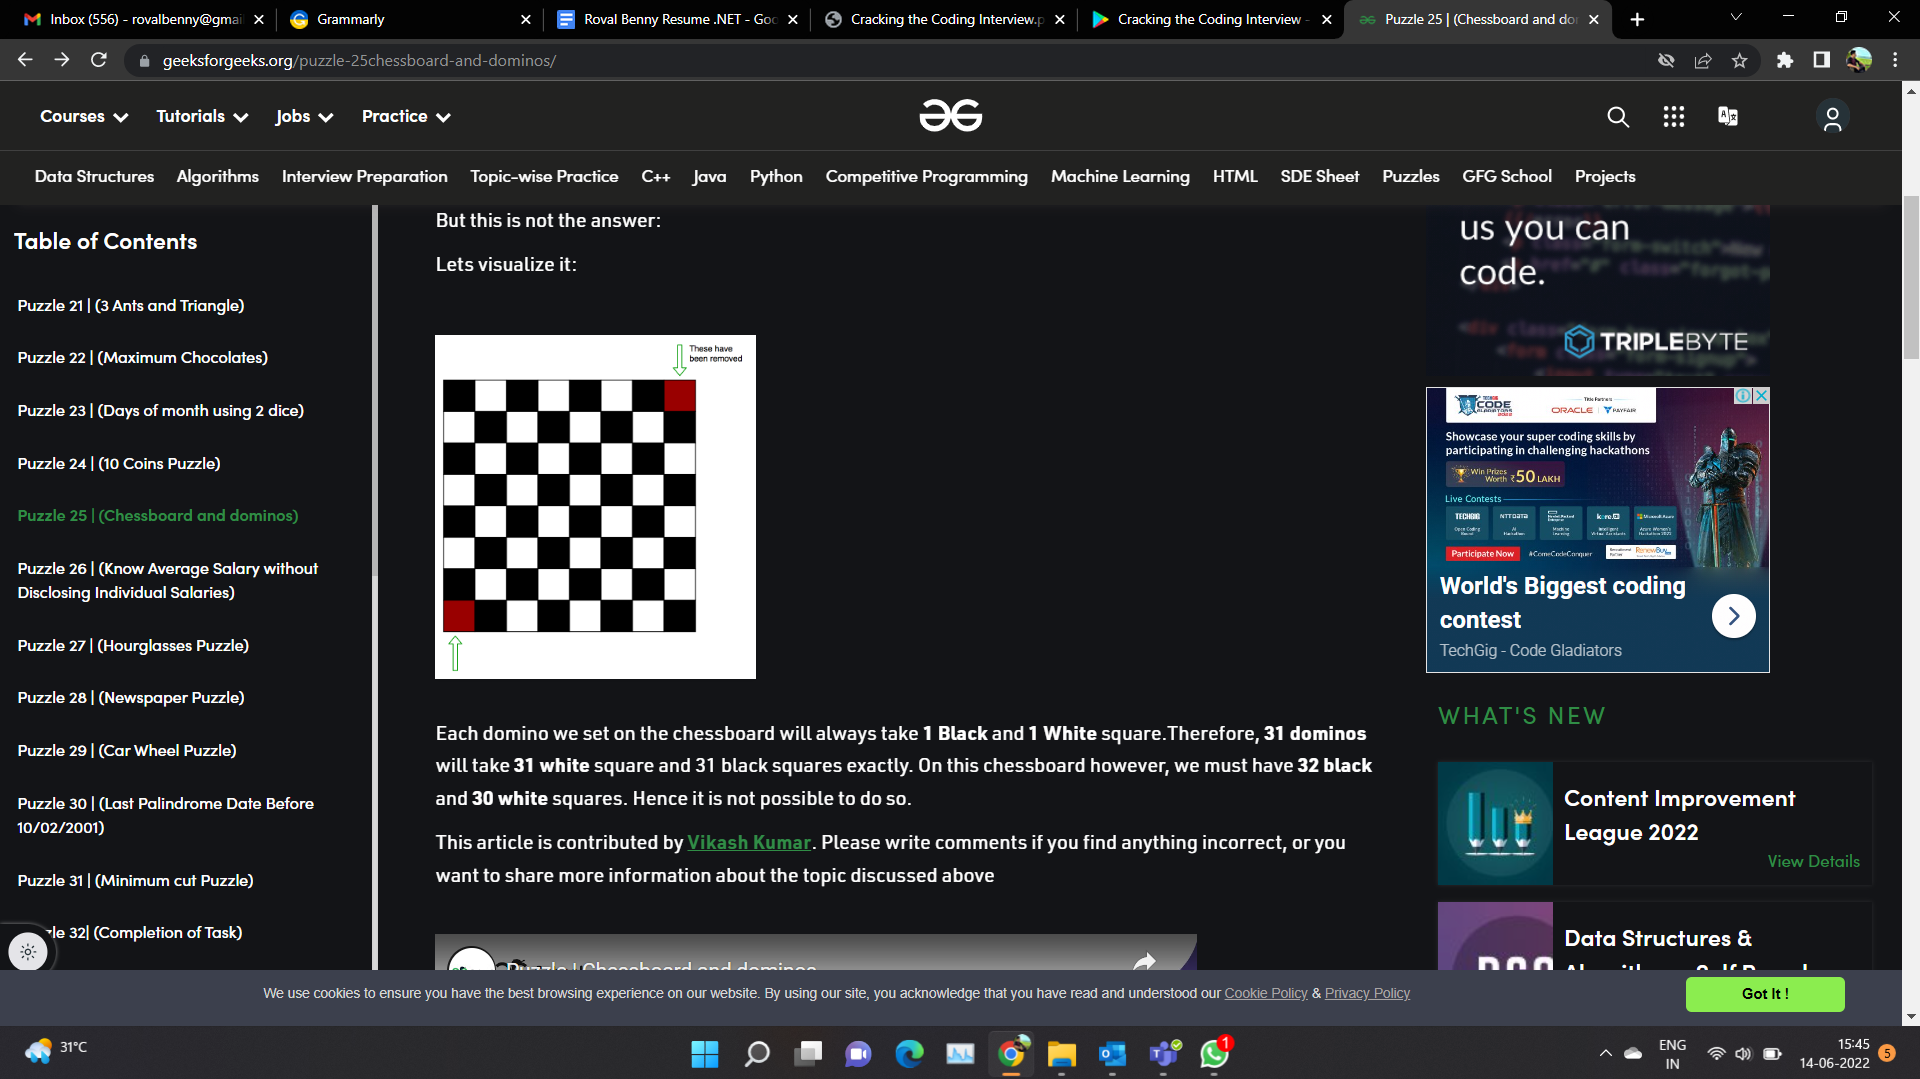 Inbox (556) - rovalbenny@gmai
Grammarly
Roval Benny Resume .NET - Goo
Cracking the Coding Interview.p
Cracking the Coding Interview -
Puzzle 25 | (Chessboard and do
geeksforgeeks.org/puzzle-25chessboard-and-dominos/
Courses
Tutorials
Jobs
Practice
Data Structures
Algorithms
Interview Preparation
Topic-wise Practice
C++
Java
Python
Competitive Programming
Machine Learning
HTML
SDE Sheet
Puzzles
GFG School
Projects
Table of Contents
Puzzle 21 | (3 Ants and Triangle)
Puzzle 22 | (Maximum Chocolates)
Puzzle 23 | (Days of month using 2 dice)
Puzzle 24 | (10 Coins Puzzle)
Puzzle 25 | (Chessboard and dominos)
Puzzle 26 | (Know Average Salary without
Disclosing Individual Salaries)
Puzzle 27 | (Hourglasses Puzzle)
Puzzle 28 | (Newspaper Puzzle)
Puzzle 29 | (Car Wheel Puzzle)
Puzzle 30 | (Last Palindrome Date Before
10/02/2001)
Puzzle 31 | (Minimum cut Puzzle)
zle 32| (Completion of Task)
But this is not the answer:
Lets visualize it:
These have
been removed
Each domino we set on the chessboard will always take 1 Black and 1 White square.Therefore, 31 dominos
will take 31 white square and 31 black squares exactly. On this chessboard however, we must have 32 black
and 30 white squares. Hence it is not possible to do so.
This article is contributed by Vikash Kumar. Please write comments if you find anything incorrect, or you
want to share more information about the topic discussed above
Puzzle | Chessboard and dominos
us you can
code.
TRIPLEBYTE
TECHGIG
CODE
GLADIATORS
Title Partners
ORACLE | PAYFAIR
Showcase your super coding skills by
participating in challenging hackathons
Win Prizes
Worth ₹50 LAKH
Live Contests
TECHGIG
NTT DATA
kore.ai
Microsoft Azure
Participate Now
#ComeCodeConquer
RenewBuy
World's Biggest coding
contest
TechGig - Code Gladiators
WHAT'S NEW
Content Improvement
League 2022
View Details
Data Structures &
We use cookies to ensure you have the best browsing experience on our website. By using our site, you acknowledge that you have read and understood our Cookie Policy & Privacy Policy
Got It !
31°C
1
ENG
IN
15:45
14-06-2022
5